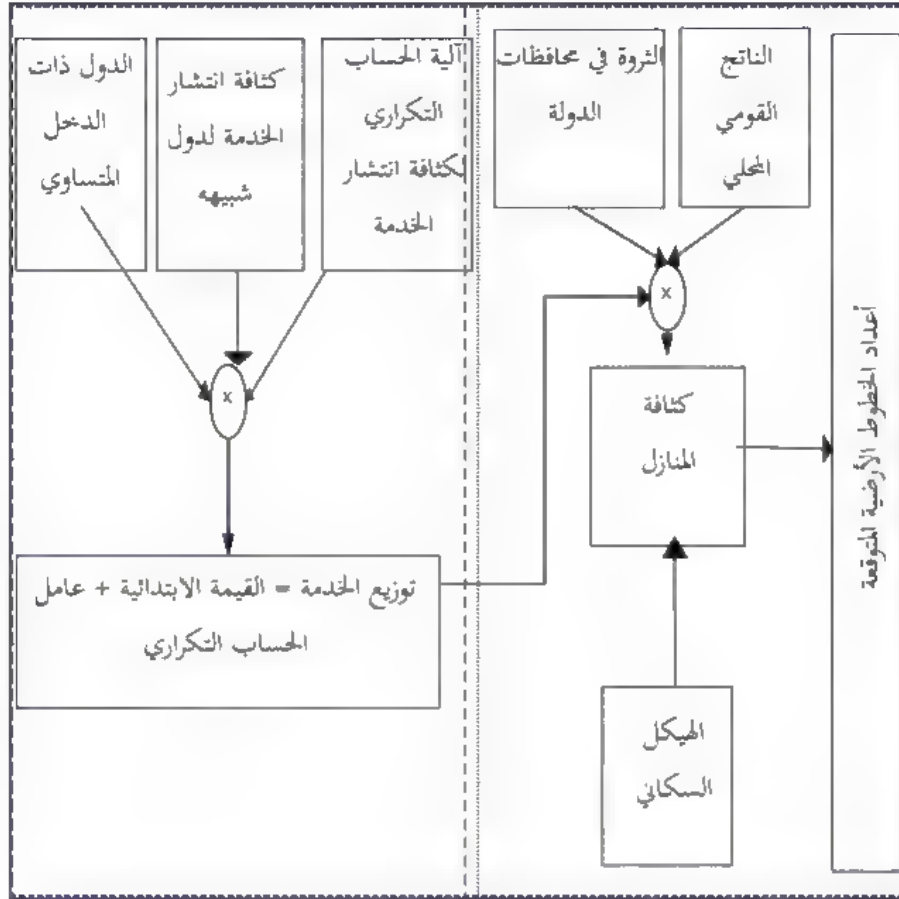 الناتج
القومي
المحلي
الثروة في محافظات
الدولة
آلية الحساب
التكراري
لكثافة انتشار
الخدمة
كثافة انتشار
الخدمة لدول
شبيهه
الدول ذات
الدخل
المتساوي
x
x
كثافة
المنازل
أعداد الخطوط الأرضية المتوقعة
توزيع الخدمة = القيمة الابتدائية + عامل
الحساب التكراري
الهيكل
السكاني